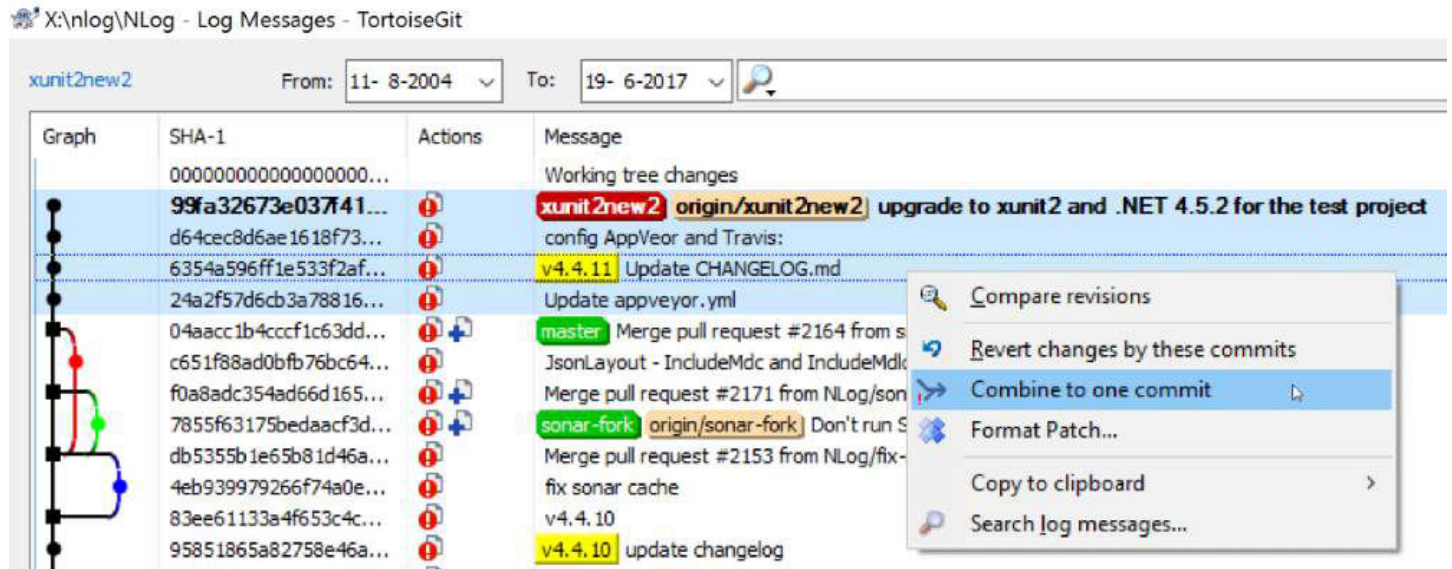 X:\nlog\NLog - Log Messages - TortoiseGit
xunit2new2 From: 11- 8-2004 To: 19- 6-2017
Graph SHA-1 Actions Message
000000000000000000... Working tree changes
99fa32673e037f41... xunit2new2 origin/xunit2new2 upgrade to xunit2 and .NET 4.5.2 for the test project
d64cec8d6ae1618f73... config AppVeor and Travis:
6354a596ff1e533f2af... v4.4.11 Update CHANGELOG.md
24a2f57d6cb3a78816... Update appveyor.yml
04aacc1b4cccf1c63dd... master Merge pull request #2164 from s
c651f88ad0bfb76bc64... JsonLayout - IncludeMdc and IncludeMdlc
f0a8adc354ad66d165... Merge pull request #2171 from NLog/son
7855f63175bedaacf3d... sonar-fork origin/sonar-fork Don't run S
db5355b1e65b81d46a... Merge pull request #2153 from NLog/fix-
4eb939979266f74a0e... fix sonar cache
83ee61133a4f653c4c... v4.4.10
95851865a82758e46a... v4.4.10 update changelog
Compare revisions
Revert changes by these commits
Combine to one commit
Format Patch...
Copy to clipboard
Search log messages...